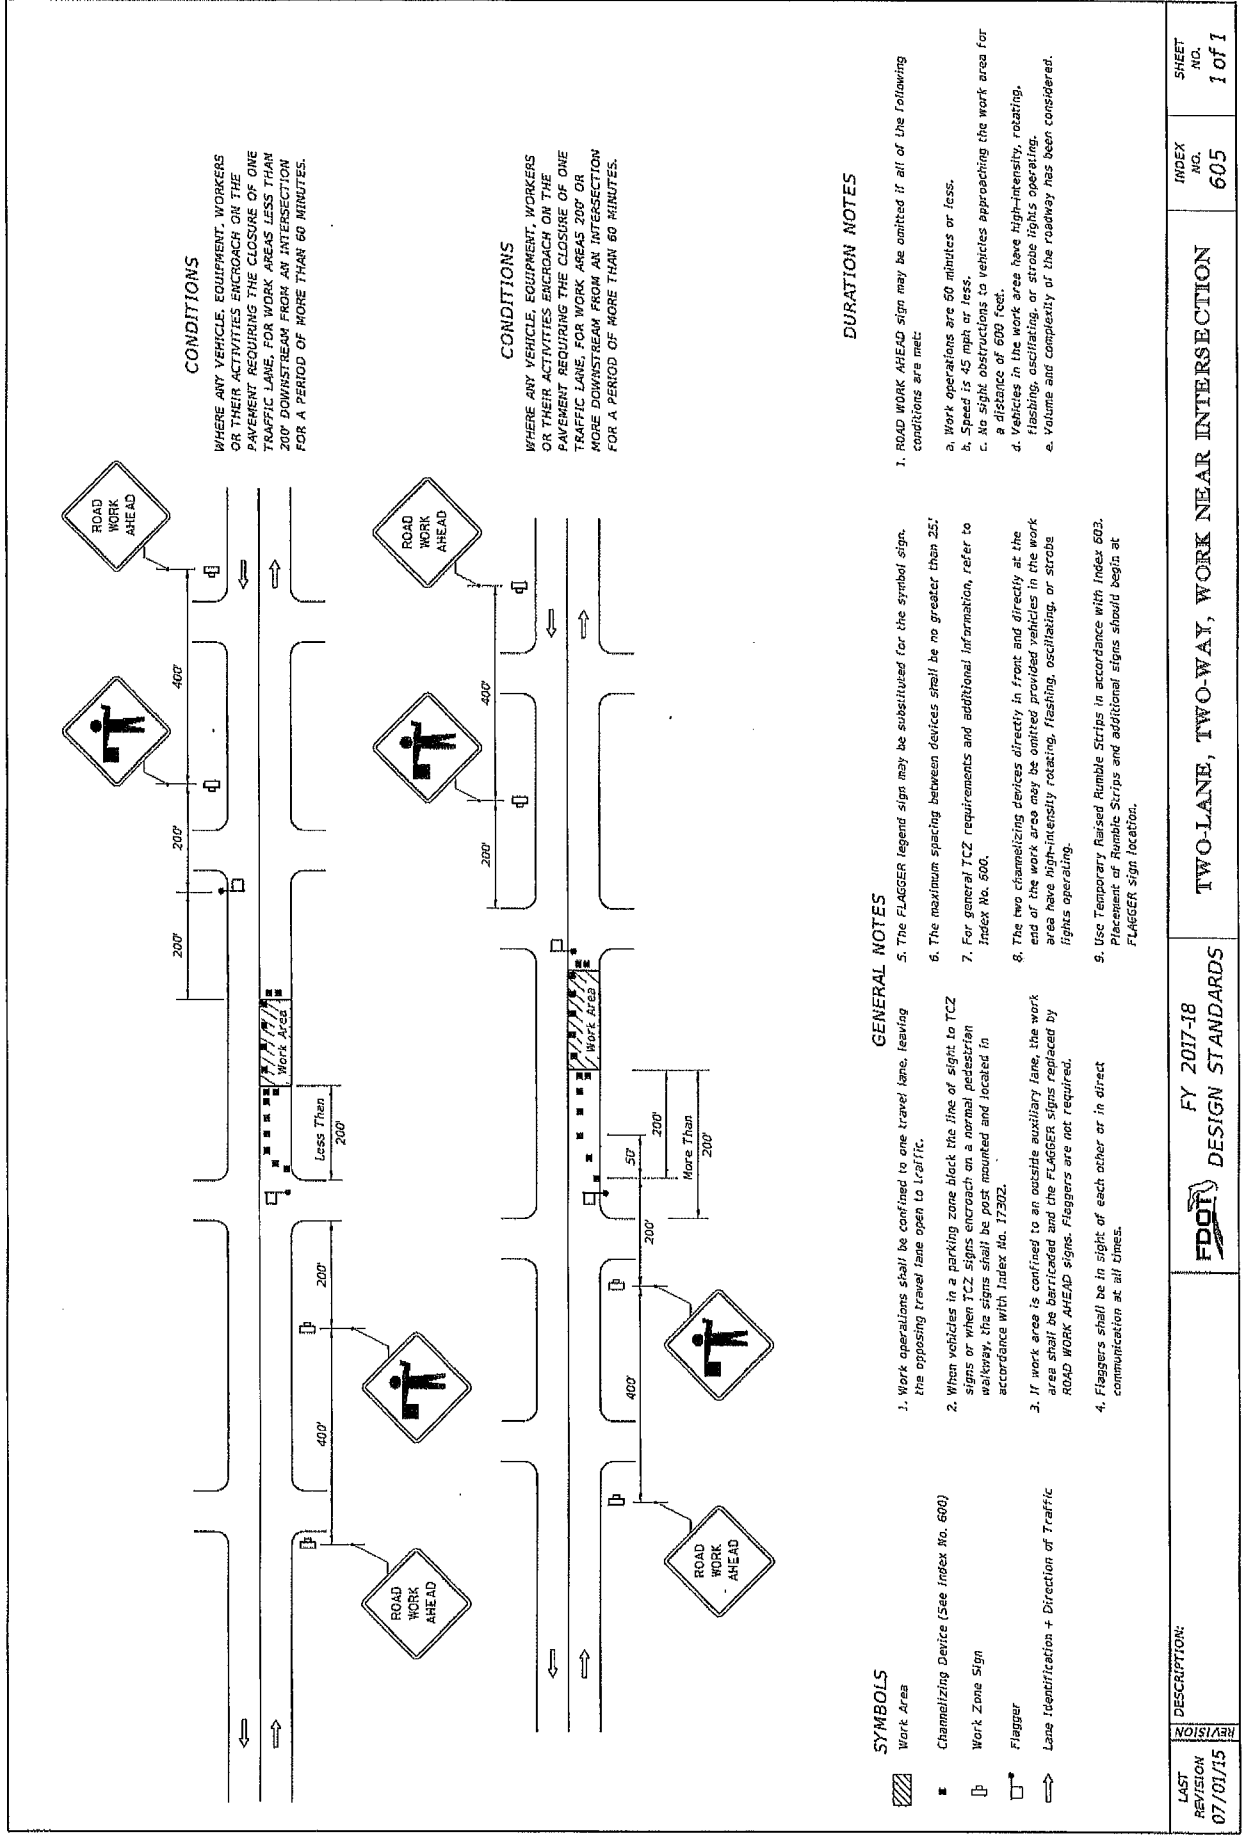 CONDITIONS
WHERE ANY VEHICLE, EQUIPMENT, WORKERS
OR THEIR ACTIVITIES ENCROACH ON THE
PAVEMENT REQUIRING THE CLOSURE OF ONE
TRAFFIC LANE, FOR WORK AREAS LESS THAN
200' DOWNSTREAM FROM AN INTERSECTION
FOR A PERIOD OF MORE THAN 60 MINUTES.
ROAD
WORK
AHEAD
400'
200'
200'
Work Area
Less Than
200'
200'
400'
ROAD
WORK
AHEAD
CONDITIONS
WHERE ANY VEHICLE, EQUIPMENT, WORKERS
OR THEIR ACTIVITIES ENCROACH ON THE
PAVEMENT REQUIRING THE CLOSURE OF ONE
TRAFFIC LANE, FOR WORK AREAS 200' OR
MORE DOWNSTREAM FROM AN INTERSECTION
FOR A PERIOD OF MORE THAN 60 MINUTES.
ROAD
WORK
AHEAD
400'
200'
Work Area
50'
200'
More Than
200'
200'
400'
ROAD
WORK
AHEAD
SYMBOLS
Work Area
Channelizing Device (See Index No. 600)
Work Zone Sign
Flagger
Lane Identification + Direction of Traffic
GENERAL NOTES
1. Work operations shall be confined to one travel lane, leaving
the opposing travel lane open to traffic.
2. When vehicles in a parking zone block the line of sight to TCZ
signs or when TCZ signs encroach on a normal pedestrian
walkway, the signs shall be post mounted and located in
accordance with Index No. 17302.
3. If work area is confined to an outside auxiliary lane, the work
area shall be barricaded and the FLAGGER signs replaced by
ROAD WORK AHEAD signs. Flaggers are not required.
4. Flaggers shall be in sight of each other or in direct
communication at all times.
5. The FLAGGER legend sign may be substituted for the symbol sign.
6. The maximum spacing between devices shall be no greater than 25.'
7. For general TCZ requirements and additional information, refer to
Index No. 600.
8. The two channelizing devices directly in front and directly at the
end of the work area may be omitted provided vehicles in the work
area have high-intensity rotating, flashing, oscillating, or strobe
lights operating.
9. Use Temporary Raised Rumble Strips in accordance with Index 603.
Placement of Rumble Strips and additional signs should begin at
FLAGGER sign location.
DURATION NOTES
1. ROAD WORK AHEAD sign may be omitted if all of the following
conditions are met:
a. Work operations are 60 minutes or less.
b. Speed is 45 mph or less.
c. No sight obstructions to vehicles approaching the work area for
a distance of 600 feet.
d. Vehicles in the work area have high-intensity, rotating,
flashing, oscillating, or strobe lights operating.
e. Volume and complexity of the roadway has been considered.
LAST
REVISION
07/01/15
REVISION
DESCRIPTION:
FDOT
FY 2017-18
DESIGN STANDARDS
TWO-LANE, TWO-WAY, WORK NEAR INTERSECTION
INDEX
NO.
605
SHEET
NO.
1 of 1